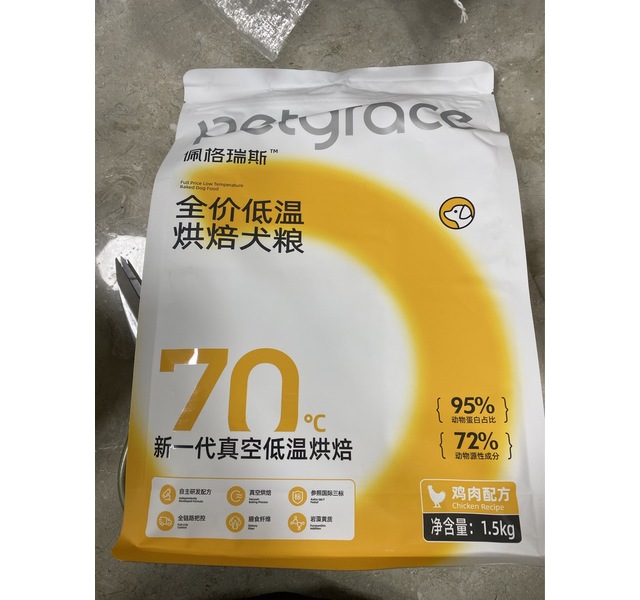 petgrace
佩格瑞斯™
Full Price Low Temperature
Baked Dog Food
全价低温
烘焙犬粮
70℃
新一代真空低温烘焙
95%
动物蛋白占比
72%
动物源性成分
自主研发配方
真空烘焙
参照国际三标
全链路把控
膳食纤维
岩藻黄质
鸡肉配方
Chicken Recipe
净含量：1.5kg